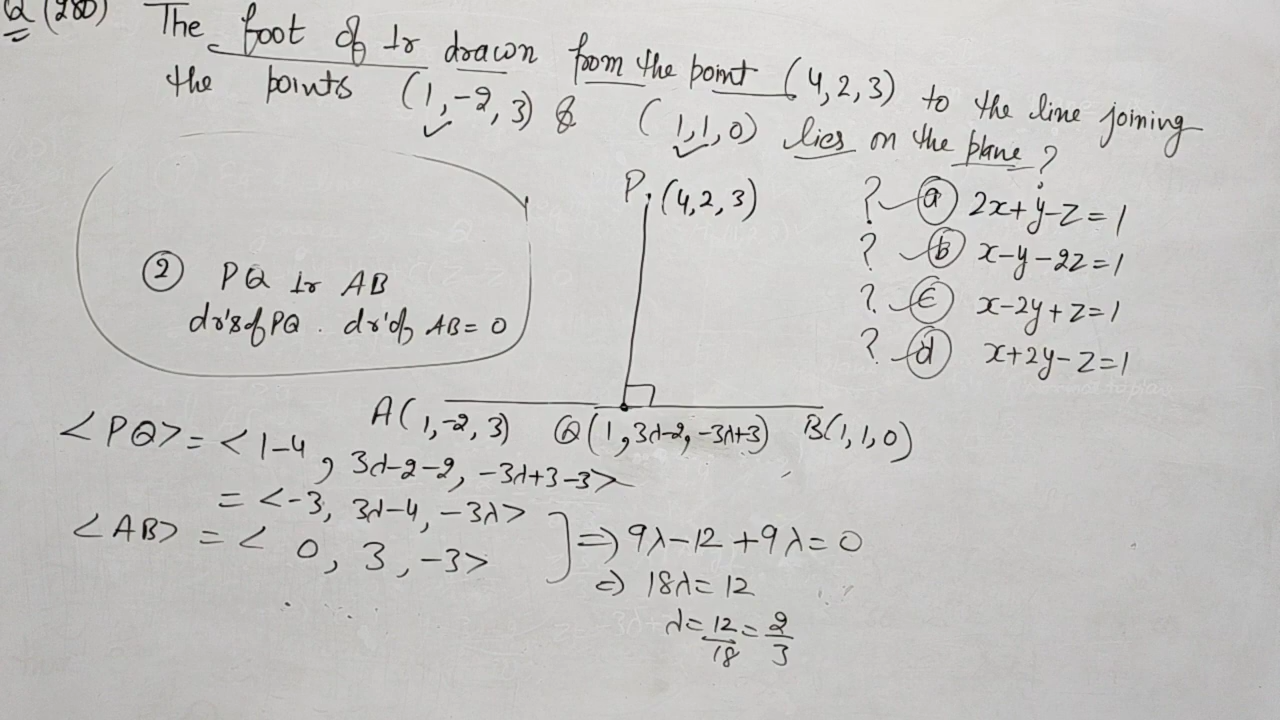 Q (280) The foot of ⊥r drawn from the point (4,2,3) to the line joining
the points (1,-2,3) & (1,1,0) lies on the plane?
P. (4,2,3)
? ⓐ 2x+y-z=1
? ⓑ x-y-2z=1
? ⓒ x-2y+z=1
? ⓓ x+2y-z=1
② PQ ⊥r AB
dr's of PQ . dr' of AB = 0
A(1,-2,3) Q(1,3λ-2,-3λ+3) B(1,1,0)
<PQ> = <1-4, 3λ-2-2, -3λ+3-3>
= <-3, 3λ-4, -3λ>
<AB> = < 0, 3, -3>
] => 9λ-12+9λ=0
=> 18λ=12
λ=12/18=2/3